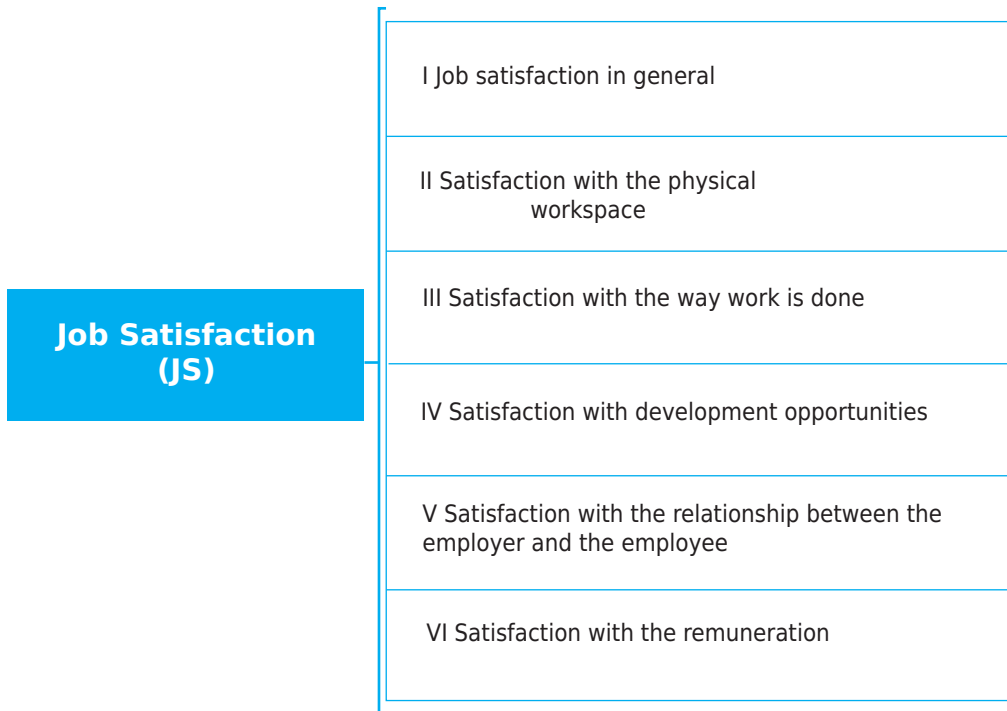 Job Satisfaction
(JS)
I Job satisfaction in general
II Satisfaction with the physical
workspace
III Satisfaction with the way work is done
IV Satisfaction with development opportunities
V Satisfaction with the relationship between the
employer and the employee
VI Satisfaction with the remuneration